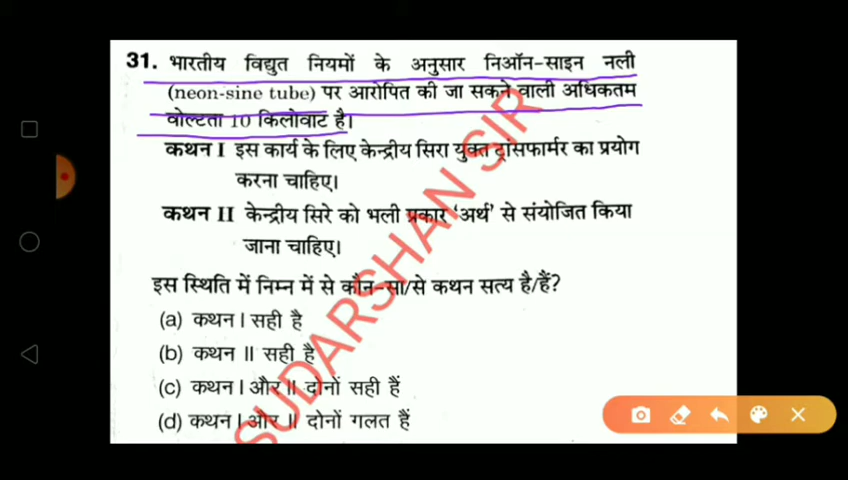 31. भारतीय विद्युत नियमों के अनुसार निऑन-साइन नली
(neon-sine tube) पर आरोपित की जा सकने वाली अधिकतम
वोल्टता 10 किलोवाट है।
कथन I इस कार्य के लिए केन्द्रीय सिरा युक्त ट्रांसफार्मर का प्रयोग
करना चाहिए।
कथन II केन्द्रीय सिरे को भली प्रकार 'अर्थ' से संयोजित किया
जाना चाहिए।
इस स्थिति में निम्न में से कौन-सा/से कथन सत्य है/हैं?
(a) कथन I सही है
(b) कथन II सही है
(c) कथन I और II दोनों सही हैं
(d) कथन I और II दोनों गलत हैं
SUDARSHAN SIR